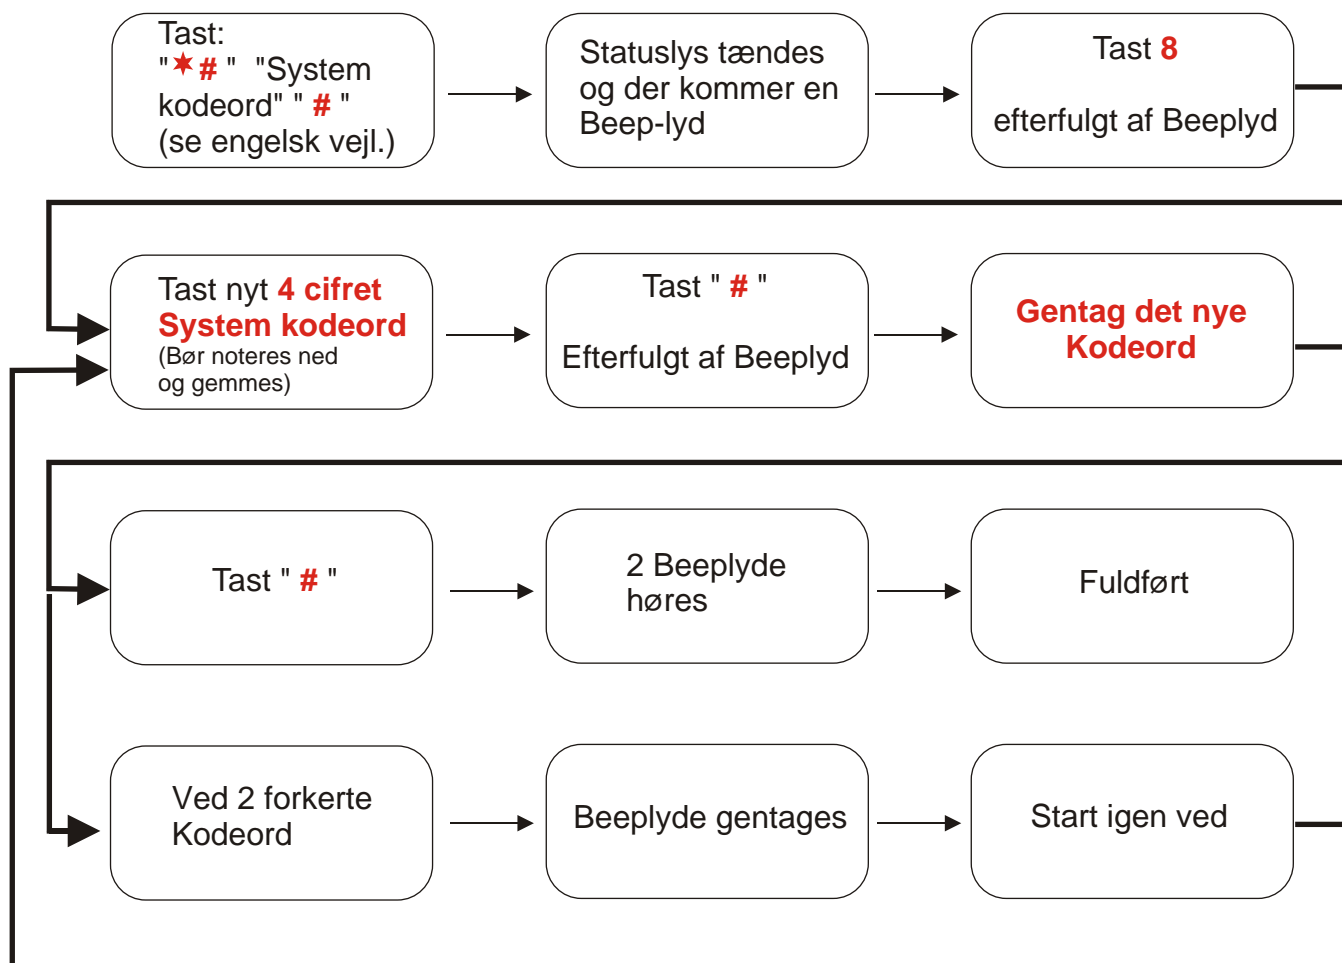 Tast:
"✶ # "  "System
kodeord" " # "
(se engelsk vejl.)
Statuslys tændes
og der kommer en
Beep-lyd
Tast 8
efterfulgt af Beeplyd
Tast nyt 4 cifret
System kodeord
(Bør noteres ned
og gemmes)
Tast " # "
Efterfulgt af Beeplyd
Gentag det nye
Kodeord
Tast " # "
2 Beeplyde
høres
Fuldført
Ved 2 forkerte
Kodeord
Beeplyde gentages
Start igen ved